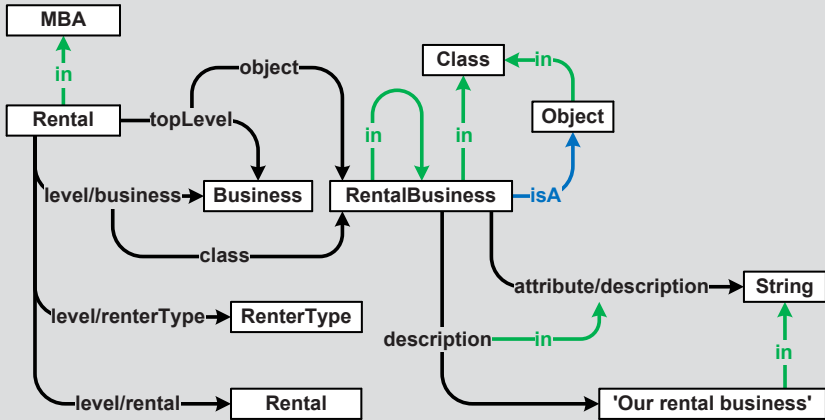 MBA
Class
in
object
in
Rental
topLevel
in
in
Object
level/business
Business
RentalBusiness
isA
class
attribute/description
String
level/renterType
RenterType
description
in
in
level/rental
Rental
'Our rental business'